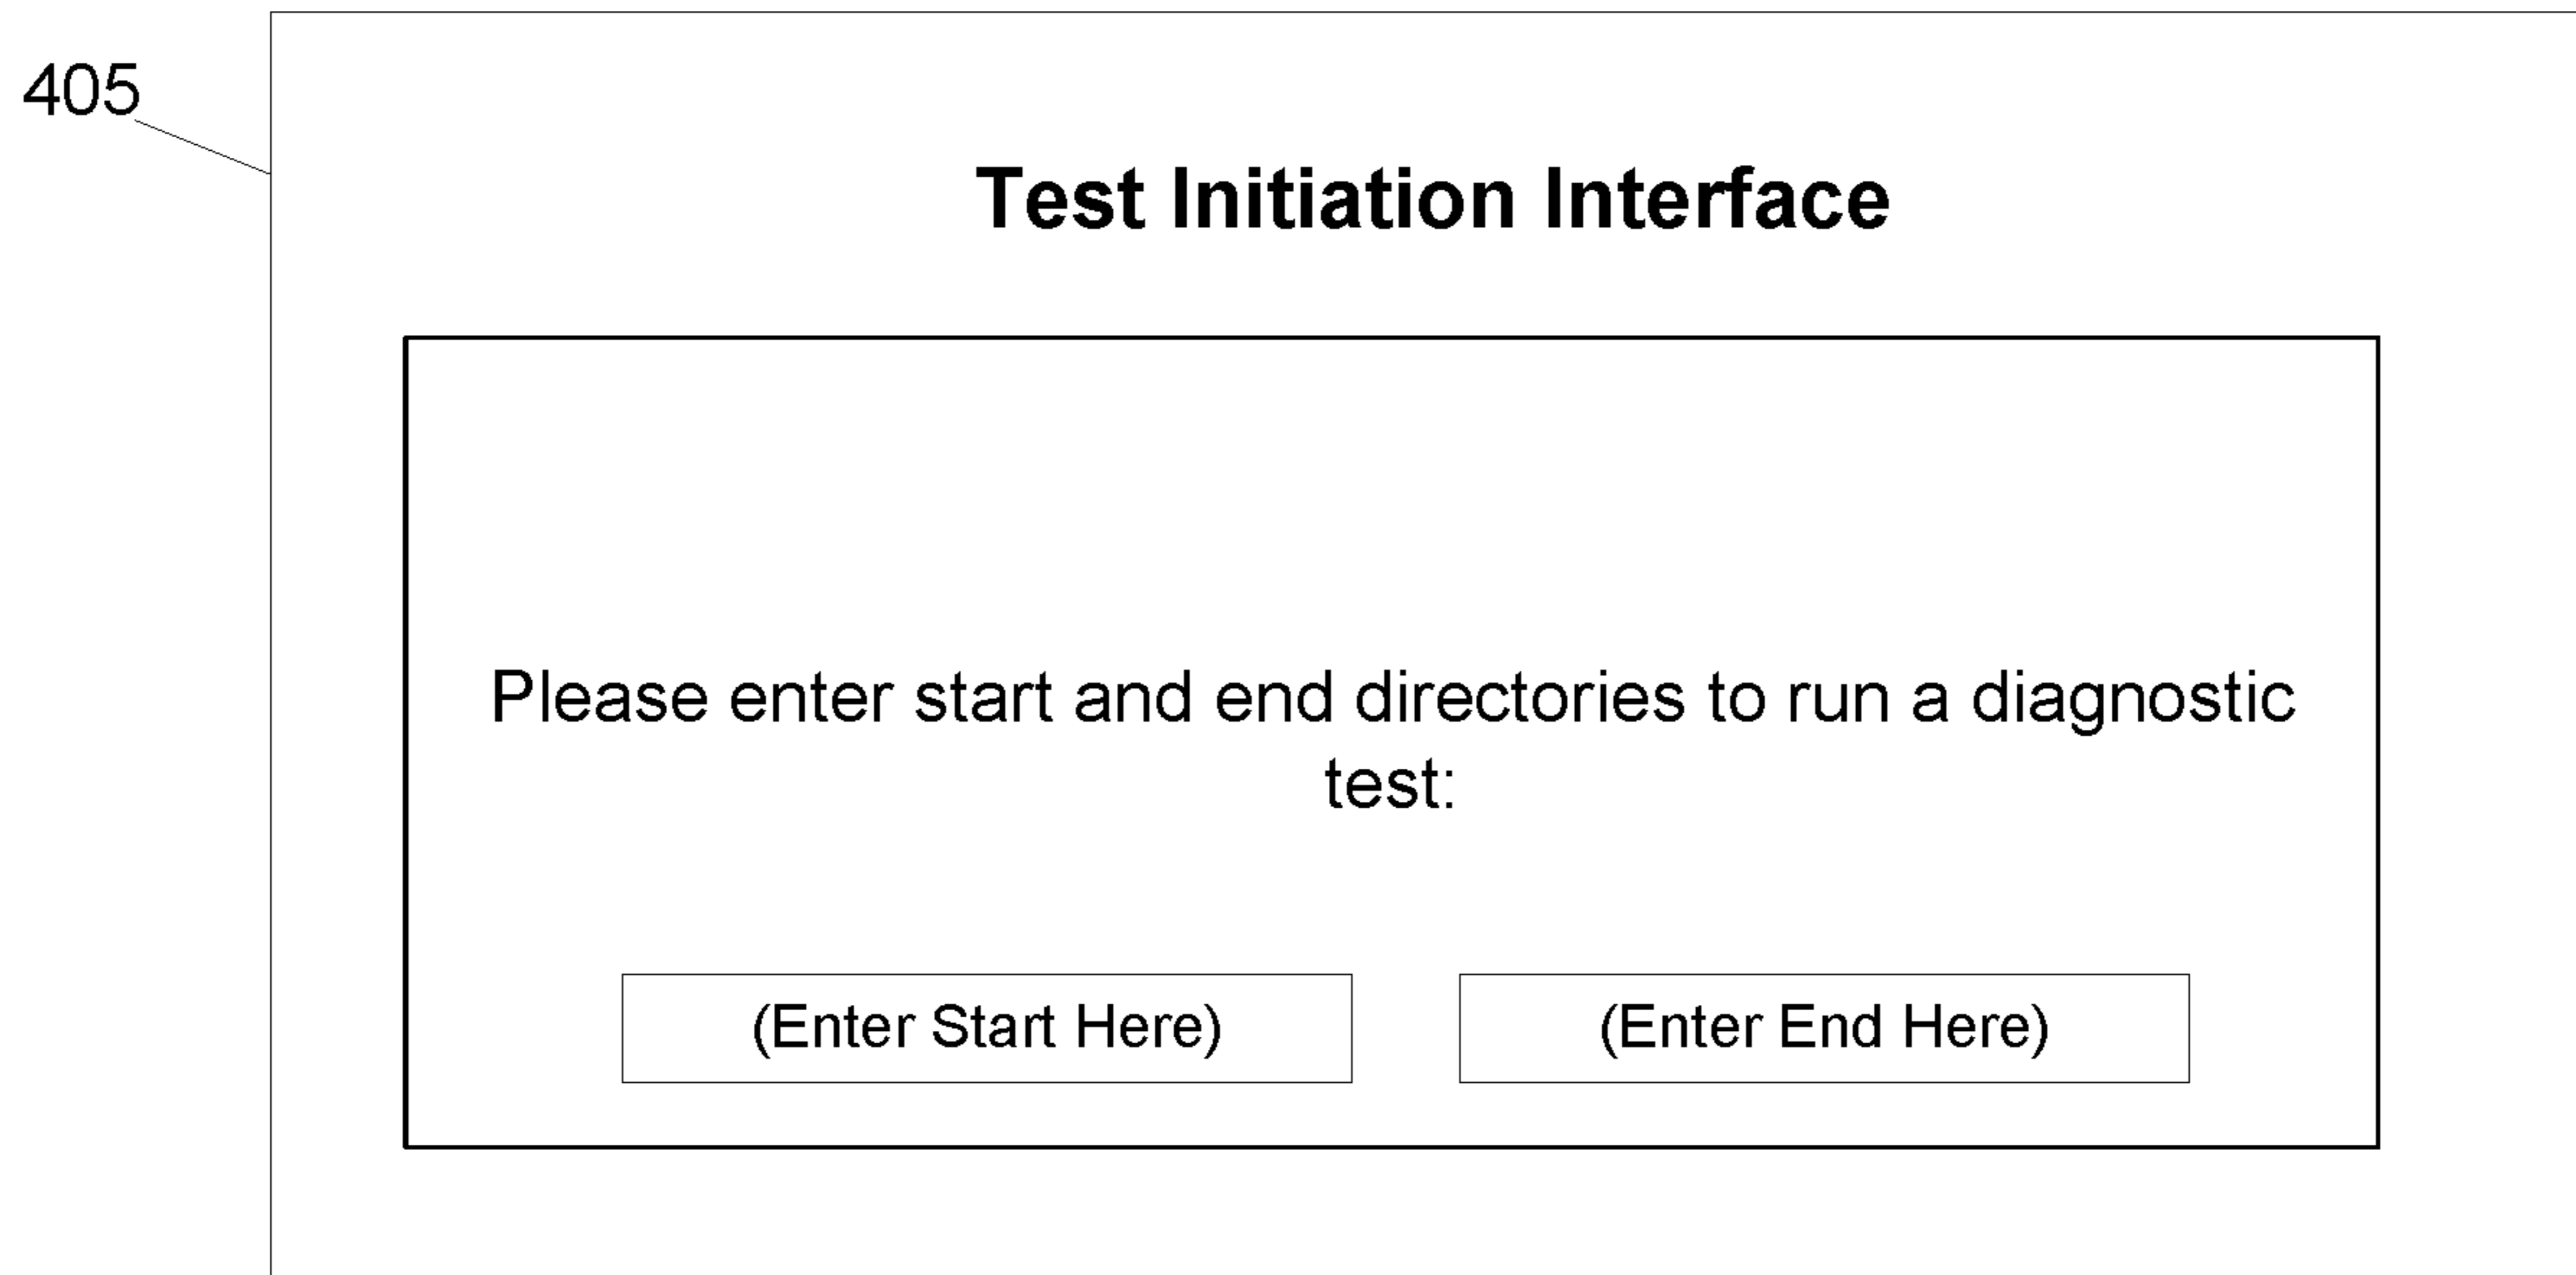 405
Test Initiation Interface
Please enter start and end directories to run a diagnostic
test:
(Enter Start Here)
(Enter End Here)